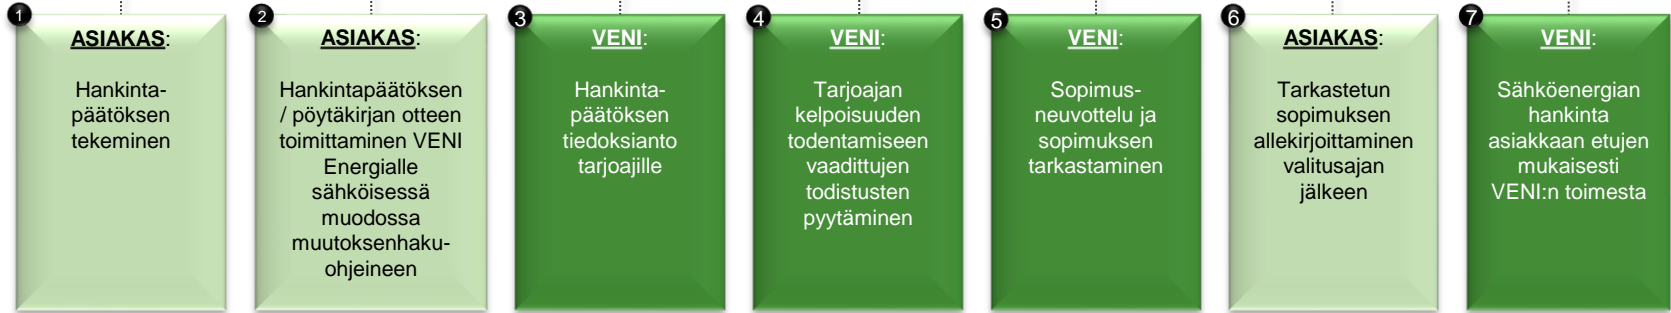 1
ASIAKAS:
Hankinta-
päätöksen
tekeminen
2
ASIAKAS:
Hankintapäätöksen
/ pöytäkirjan otteen
toimittaminen VENI
Energialle
sähköisessä
muodossa
muutoksenhaku-
ohjeineen
3
VENI:
Hankinta-
päätöksen
tiedoksianto
tarjoajille
4
VENI:
Tarjoajan
kelpoisuuden
todentamiseen
vaadittujen
todistusten
pyytäminen
5
VENI:
Sopimus-
neuvottelu ja
sopimuksen
tarkastaminen
6
ASIAKAS:
Tarkastetun
sopimuksen
allekirjoittaminen
valitusajan
jälkeen
7
VENI:
Sähköenergian
hankinta
asiakkaan etujen
mukaisesti
VENI:n toimesta